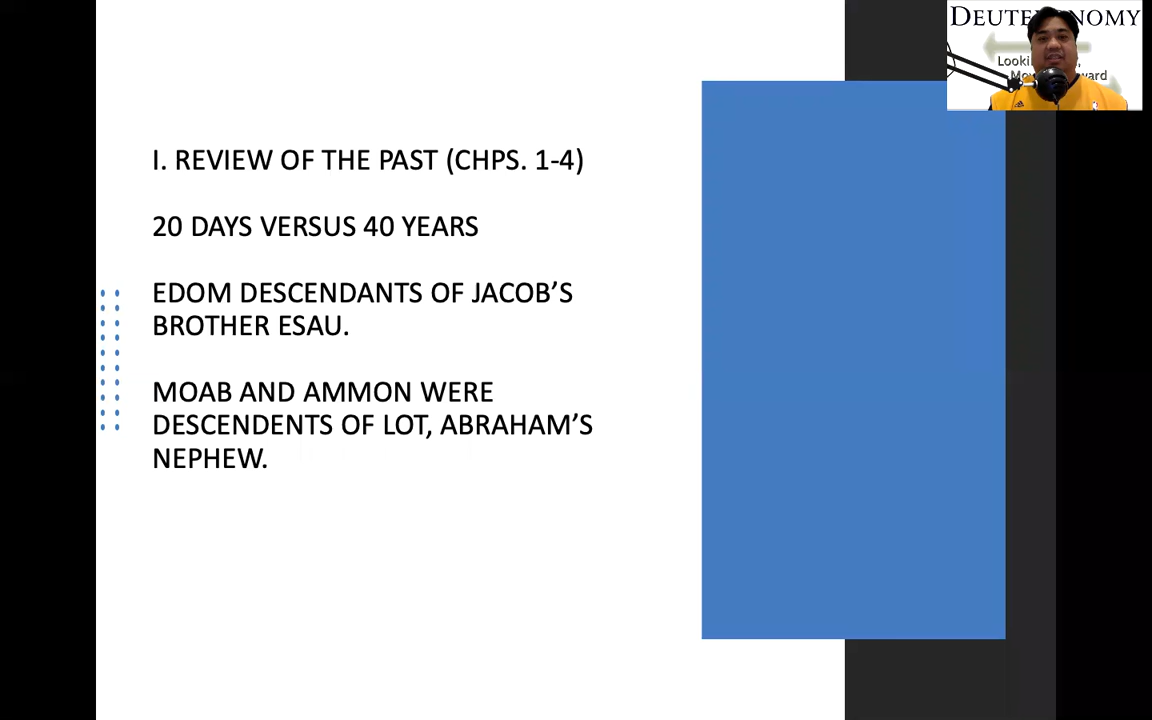 I. REVIEW OF THE PAST (CHPS. 1-4)
20 DAYS VERSUS 40 YEARS
EDOM DESCENDANTS OF JACOB’S
BROTHER ESAU.
MOAB AND AMMON WERE
DESCENDENTS OF LOT, ABRAHAM’S
NEPHEW.